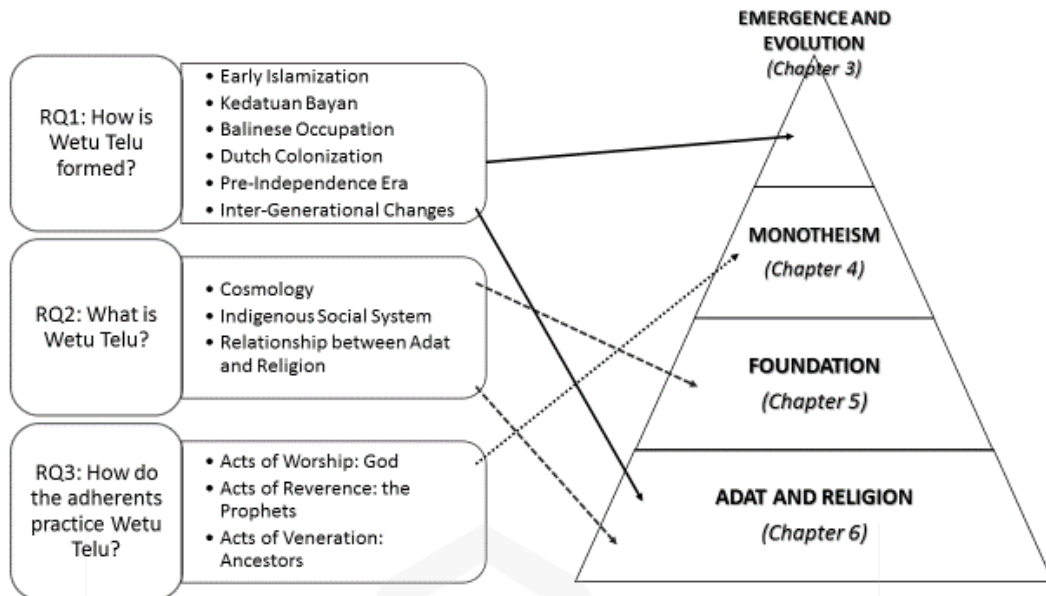 RQ1: How is
Wetu Telu
formed?
• Early Islamization
• Kedatuan Bayan
• Balinese Occupation
• Dutch Colonization
• Pre-Independence Era
• Inter-Generational Changes
RQ2: What is
Wetu Telu?
• Cosmology
• Indigenous Social System
• Relationship between Adat
and Religion
RQ3: How do
the adherents
practice Wetu
Telu?
• Acts of Worship: God
• Acts of Reverence: the
Prophets
• Acts of Veneration:
Ancestors
EMERGENCE AND
EVOLUTION
(Chapter 3)
MONOTHEISM
(Chapter 4)
FOUNDATION
(Chapter 5)
ADAT AND RELIGION
(Chapter 6)